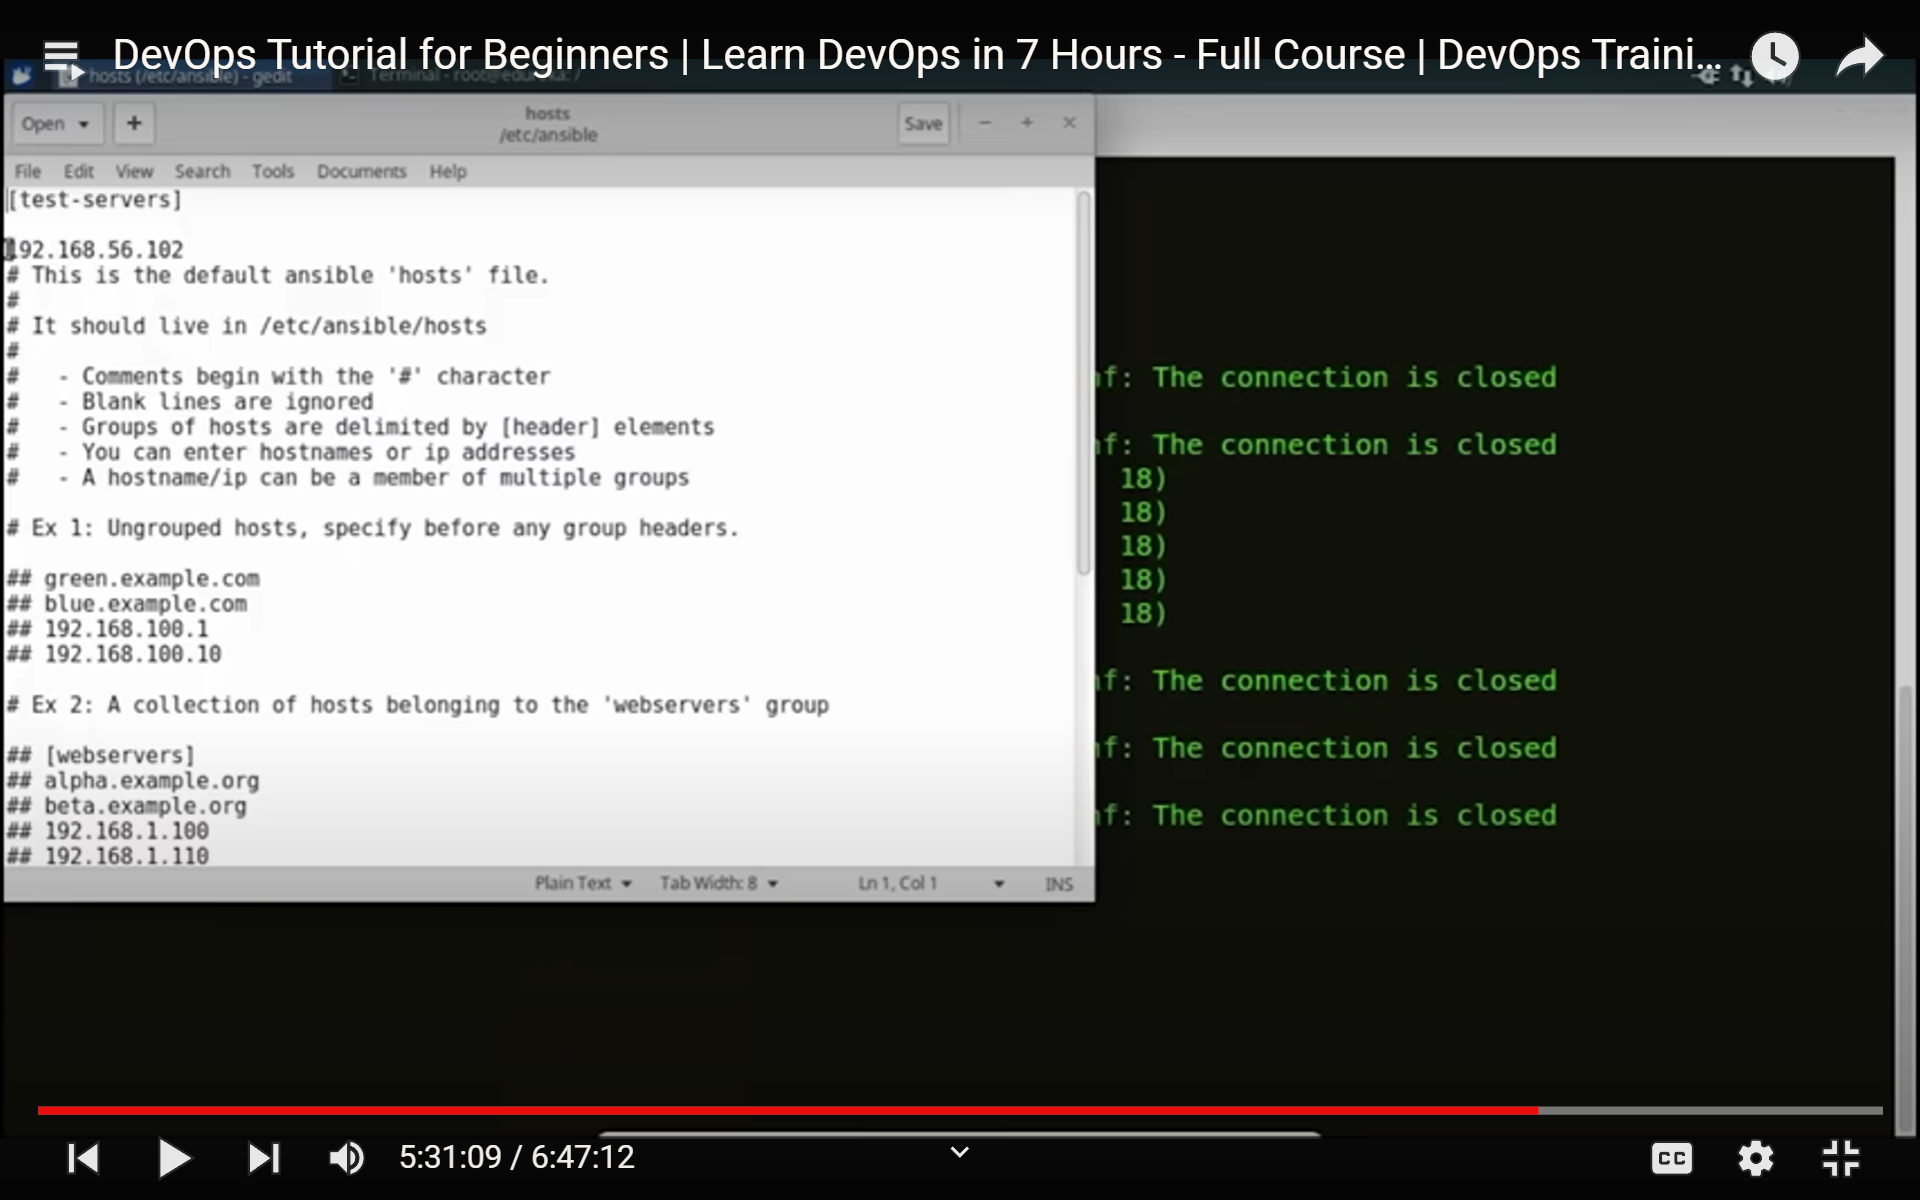 DevOps Tutorial for Beginners | Learn DevOps in 7 Hours - Full Course | DevOps Traini...
hosts (/etc/ansible) - gedit
Terminal - root@edureka: /
Open
hosts
/etc/ansible
Save
File Edit View Search Tools Documents Help
[test-servers]
192.168.56.102
# This is the default ansible 'hosts' file.
#
# It should live in /etc/ansible/hosts
#
#   - Comments begin with the '#' character
#   - Blank lines are ignored
#   - Groups of hosts are delimited by [header] elements
#   - You can enter hostnames or ip addresses
#   - A hostname/ip can be a member of multiple groups
# Ex 1: Ungrouped hosts, specify before any group headers.
## green.example.com
## blue.example.com
## 192.168.100.1
## 192.168.100.10
# Ex 2: A collection of hosts belonging to the 'webservers' group
## [webservers]
## alpha.example.org
## beta.example.org
## 192.168.1.100
## 192.168.1.110
Plain Text Tab Width: 8 Ln 1, Col 1 INS
nf: The connection is closed
nf: The connection is closed
18)
18)
18)
18)
18)
nf: The connection is closed
nf: The connection is closed
nf: The connection is closed
5:31:09 / 6:47:12
CC